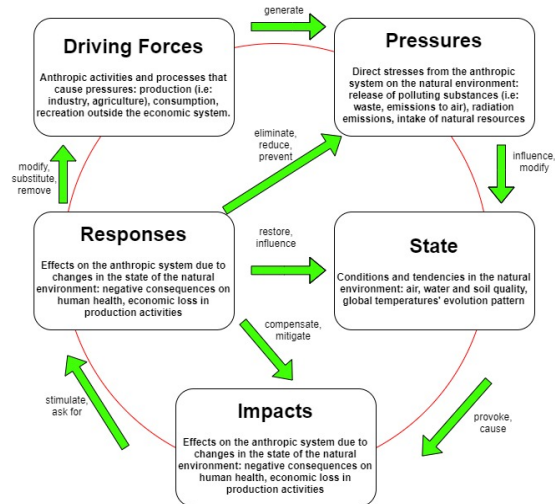 generate
Driving Forces
Anthropic activities and processes that
cause pressures: production (i.e:
industry, agriculture), consumption,
recreation outside the economic system.
Pressures
Direct stresses from the anthropic
system on the natural environment:
release of polluting substances (i.e:
waste, emissions to air), radiation
emissions, intake of natural resources
eliminate,
reduce,
prevent
modify,
substitute,
remove
influence,
modify
Responses
Effects on the anthropic system due to
changes in the state of the natural
environment: negative consequences on
human health, economic loss in
production activities
restore,
influence
State
Conditions and tendencies in the natural
environment: air, water and soil quality,
global temperatures' evolution pattern
compensate,
mitigate
stimulate,
ask for
provoke,
cause
Impacts
Effects on the anthropic system due to
changes in the state of the natural
environment: negative consequences on
human health, economic loss in
production activities